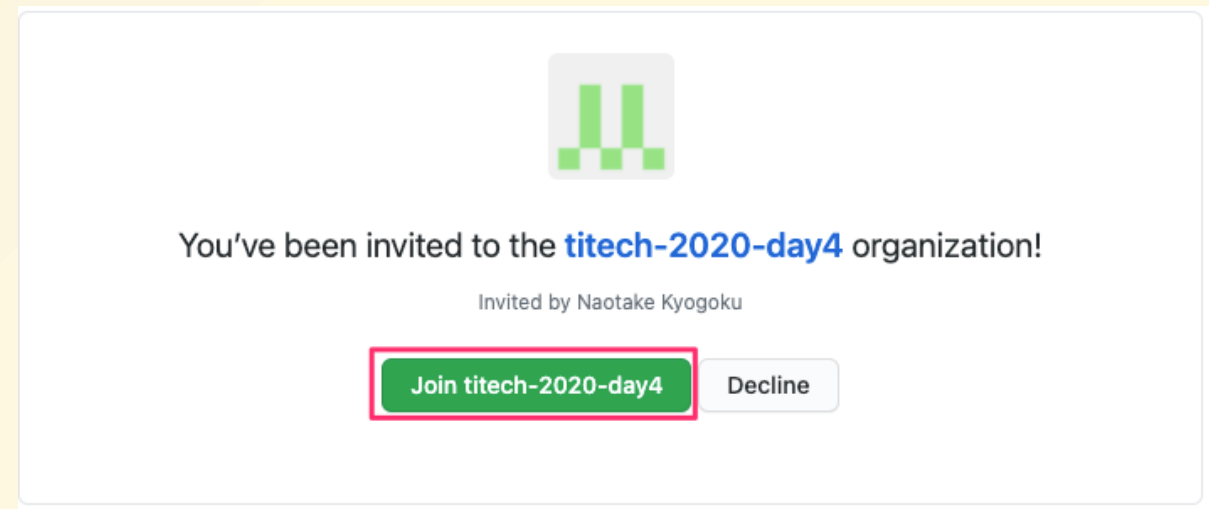 You’ve been invited to the titech-2020-day4 organization!
Invited by Naotake Kyogoku
Join titech-2020-day4
Decline